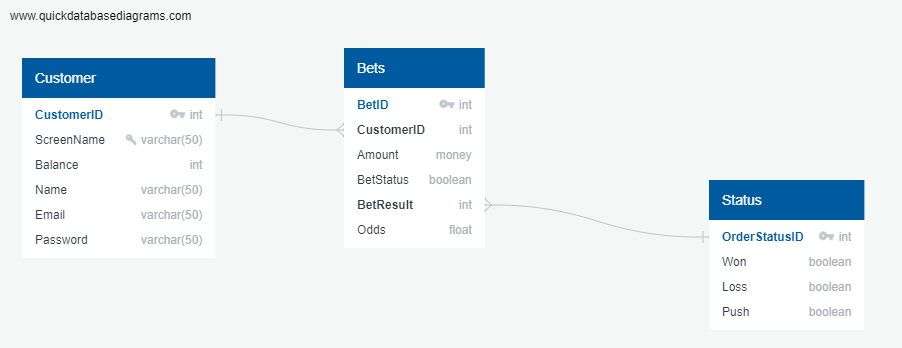 www.quickdatabasediagrams.com
Customer
CustomerID int
ScreenName varchar(50)
Balance int
Name varchar(50)
Email varchar(50)
Password varchar(50)
Bets
BetID int
CustomerID int
Amount money
BetStatus boolean
BetResult int
Odds float
Status
OrderStatusID int
Won boolean
Loss boolean
Push boolean